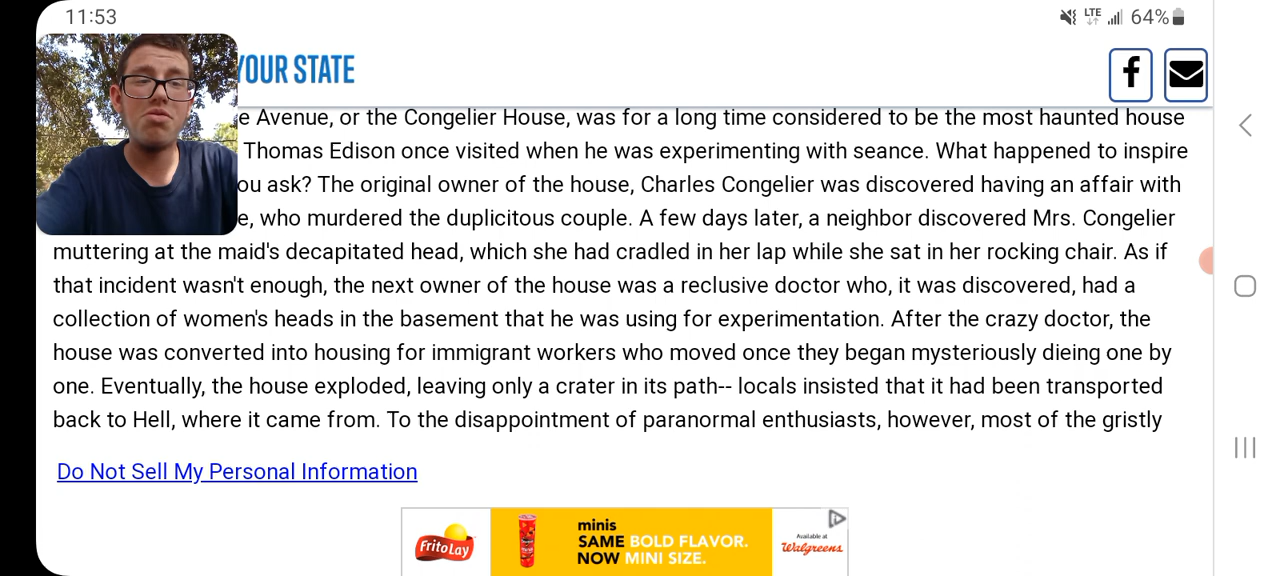 11:53
LTE
64%
YOUR STATE
f
e Avenue, or the Congelier House, was for a long time considered to be the most haunted house
Thomas Edison once visited when he was experimenting with seance. What happened to inspire
ou ask? The original owner of the house, Charles Congelier was discovered having an affair with
e, who murdered the duplicitous couple. A few days later, a neighbor discovered Mrs. Congelier
muttering at the maid's decapitated head, which she had cradled in her lap while she sat in her rocking chair. As if
that incident wasn't enough, the next owner of the house was a reclusive doctor who, it was discovered, had a
collection of women's heads in the basement that he was using for experimentation. After the crazy doctor, the
house was converted into housing for immigrant workers who moved once they began mysteriously dieing one by
one. Eventually, the house exploded, leaving only a crater in its path-- locals insisted that it had been transported
back to Hell, where it came from. To the disappointment of paranormal enthusiasts, however, most of the gristly
Do Not Sell My Personal Information
FritoLay
minis
SAME BOLD FLAVOR.
NOW MINI SIZE.
Available at
Walgreens